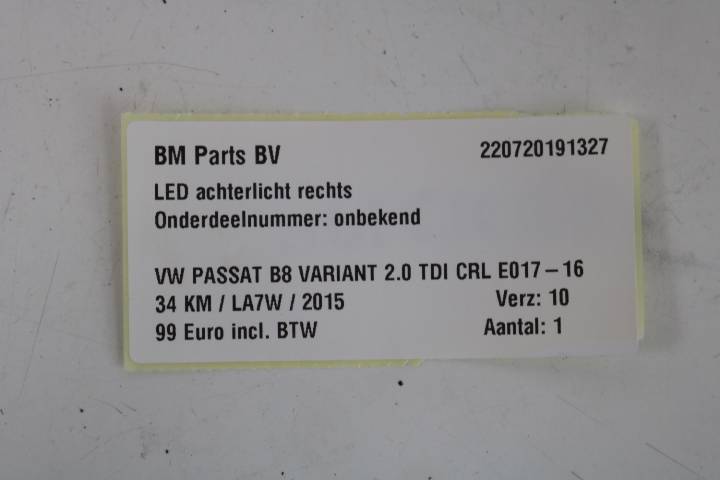 BM Parts BV 220720191327
LED achterlicht rechts
Onderdeelnummer: onbekend
VW PASSAT B8 VARIANT 2.0 TDI CRL E017 – 16
34 KM / LA7W / 2015 Verz: 10
99 Euro incl. BTW Aantal: 1